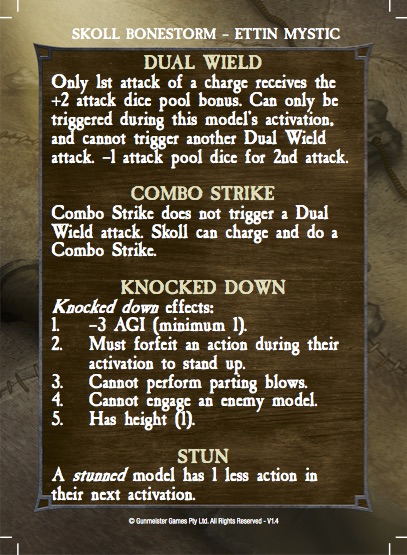 SKOLL BONESTORM – ETTIN MYSTIC
DUAL WIELD
Only 1st attack of a charge receives the
+2 attack dice pool bonus. Can only be
triggered during this model's activation,
and cannot trigger another Dual Wield
attack. –1 attack pool dice for 2nd attack.
COMBO STRIKE
Combo Strike does not trigger a Dual
Wield attack. Skoll can charge and do a
Combo Strike.
KNOCKED DOWN
Knocked down effects:
1. –3 AGI (minimum 1).
2. Must forfeit an action during their
activation to stand up.
3. Cannot perform parting blows.
4. Cannot engage an enemy model.
5. Has height (1).
STUN
A stunned model has 1 less action in
their next activation.
© Gunmeister Games Pty Ltd. All Rights Reserved - V1.4